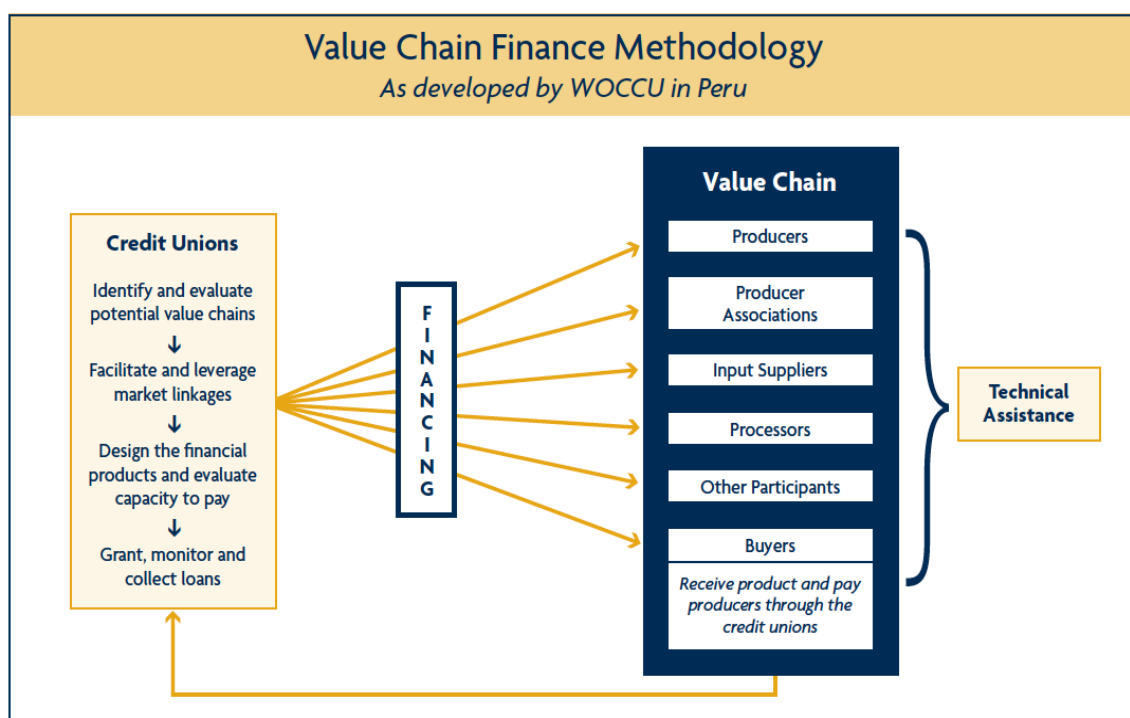 Value Chain Finance Methodology
As developed by WOCCU in Peru
Credit Unions
Identify and evaluate
potential value chains
↓
Facilitate and leverage
market linkages
↓
Design the financial
products and evaluate
capacity to pay
↓
Grant, monitor and
collect loans
FINANCING
Value Chain
Producers
Producer
Associations
Input Suppliers
Processors
Other Participants
Buyers
Receive product and pay
producers through the
credit unions
Technical
Assistance